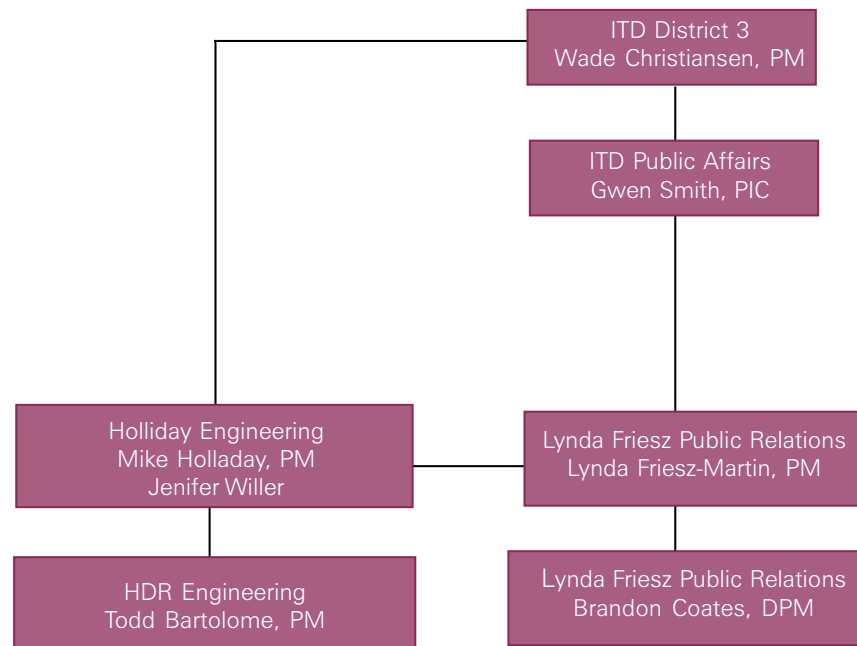 ITD District 3
Wade Christiansen, PM
ITD Public Affairs
Gwen Smith, PIC
Holliday Engineering
Mike Holladay, PM
Jenifer Willer
Lynda Friesz Public Relations
Lynda Friesz-Martin, PM
HDR Engineering
Todd Bartolome, PM
Lynda Friesz Public Relations
Brandon Coates, DPM